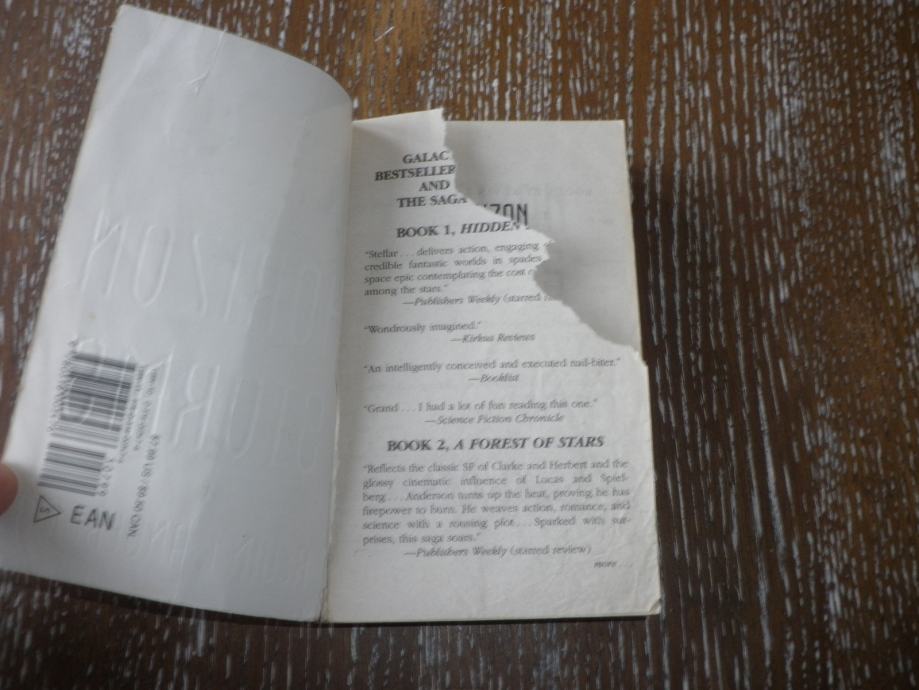 GALAC
BESTSELLER
AND
THE SAGA
ZON
BOOK 1, HIDDEN
"Stellar . . . delivers action, engaging
credible fantastic worlds in spades
space epic contemplating the cost
among the stars."
—Publishers Weekly (starred
"Wondrously imagined."
—Kirkus Reviews
"An intelligently conceived and executed nail-biter."
—Booklist
"Grand . . . I had a lot of fun reading this one."
—Science Fiction Chronicle
BOOK 2, A FOREST OF STARS
"Reflects the classic SF of Clarke and Herbert and the
glossy cinematic influence of Lucas and Spiel-
berg . . . Anderson turns up the heat, proving he has
firepower to burn. He weaves action, romance, and
science with a rousing plot . . . Sparked with sur-
prises, this saga soars."
—Publishers Weekly (starred review)
more . . .
S EAN